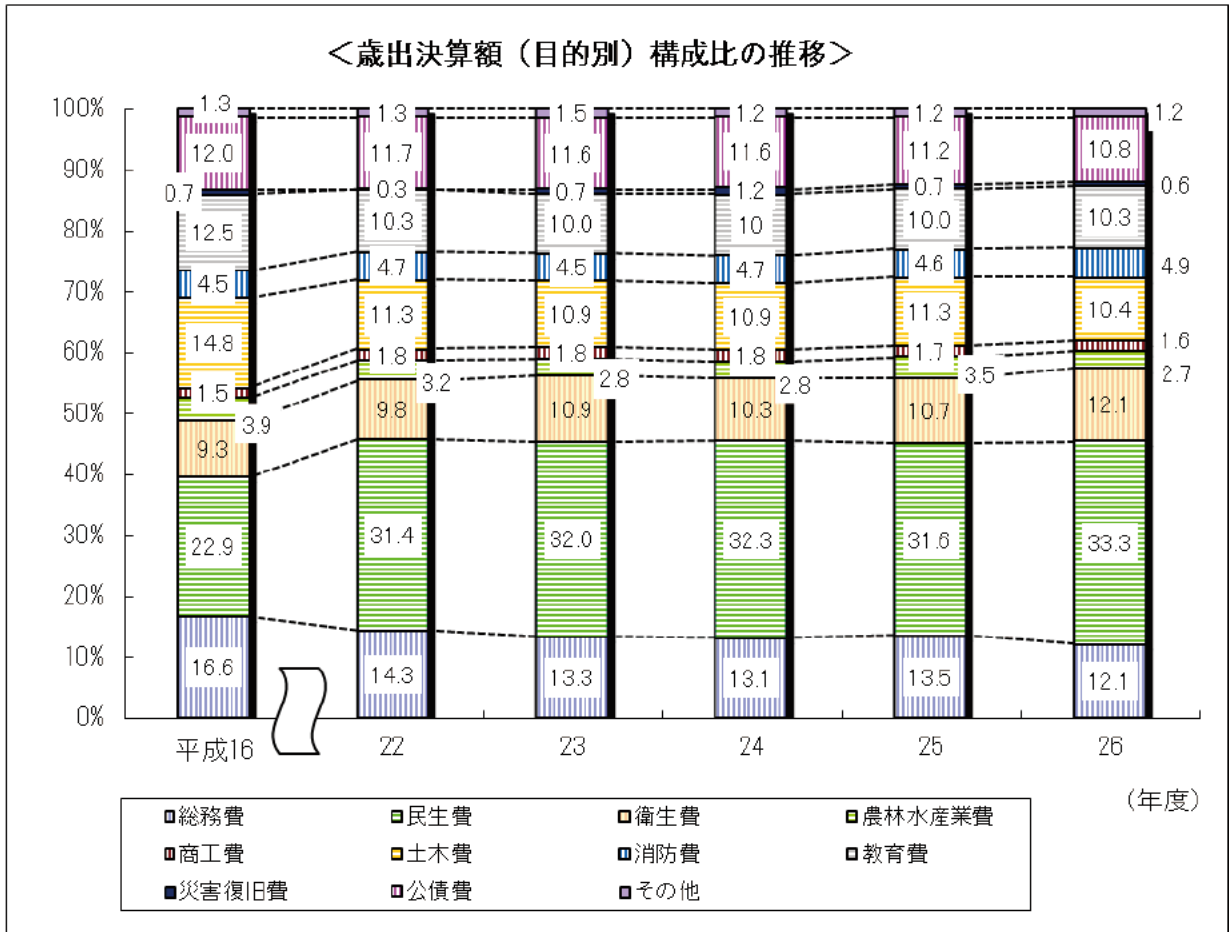 <歳出決算額(目的別)構成比の推移>
100% 1.3 1.3 1.5 1.2 1.2 1.2
12.0 11.7 11.6 11.6 11.2 10.8
90%
0.7 0.3 0.7 1.2 0.7 0.6
80% 12.5 10.3 10.0 10 10.0 10.3
70% 4.5 4.7 4.5 4.7 4.6 4.9
60% 14.8 11.3 10.9 10.9 11.3 10.4
1.5 1.8 1.8 1.8 1.7 1.6
50% 3.9 3.2 2.8 2.8 3.5 2.7
40% 9.3 9.8 10.9 10.3 10.7 12.1
30% 22.9 31.4 32.0 32.3 31.6 33.3
20%
10% 16.6 14.3 13.3 13.1 13.5 12.1
0%
平成16 22 23 24 25 26
(年度)
総務費 民生費 衛生費 農林水産業費
商工費 土木費 消防費 教育費
災害復旧費 公債費 その他